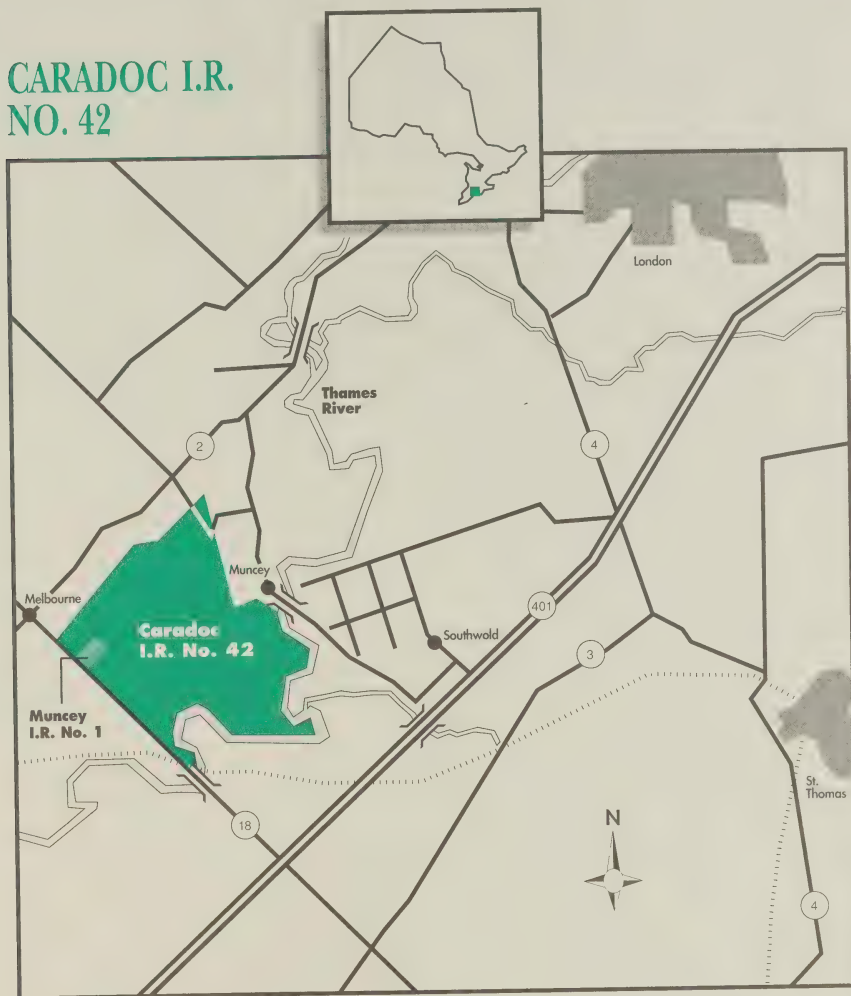 CARADOC I.R.
NO. 42
London
Thames
River
2
4
Muncey
Melbourne
Caradoc
I.R. No. 42
401
Southwold
3
Muncey
I.R. No. 1
St.
Thomas
18
N
4